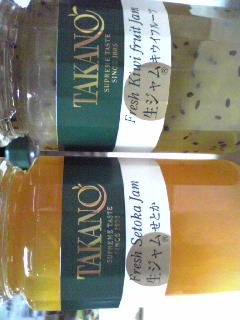 TAKANO
SUPREME TASTE
SINCE 1885
Fresh Kiwi fruit Jam
生ジャム キウイフルーツ
TAKANO
SUPREME TASTE
SINCE 1885
Fresh Setoka Jam
生ジャム せとか